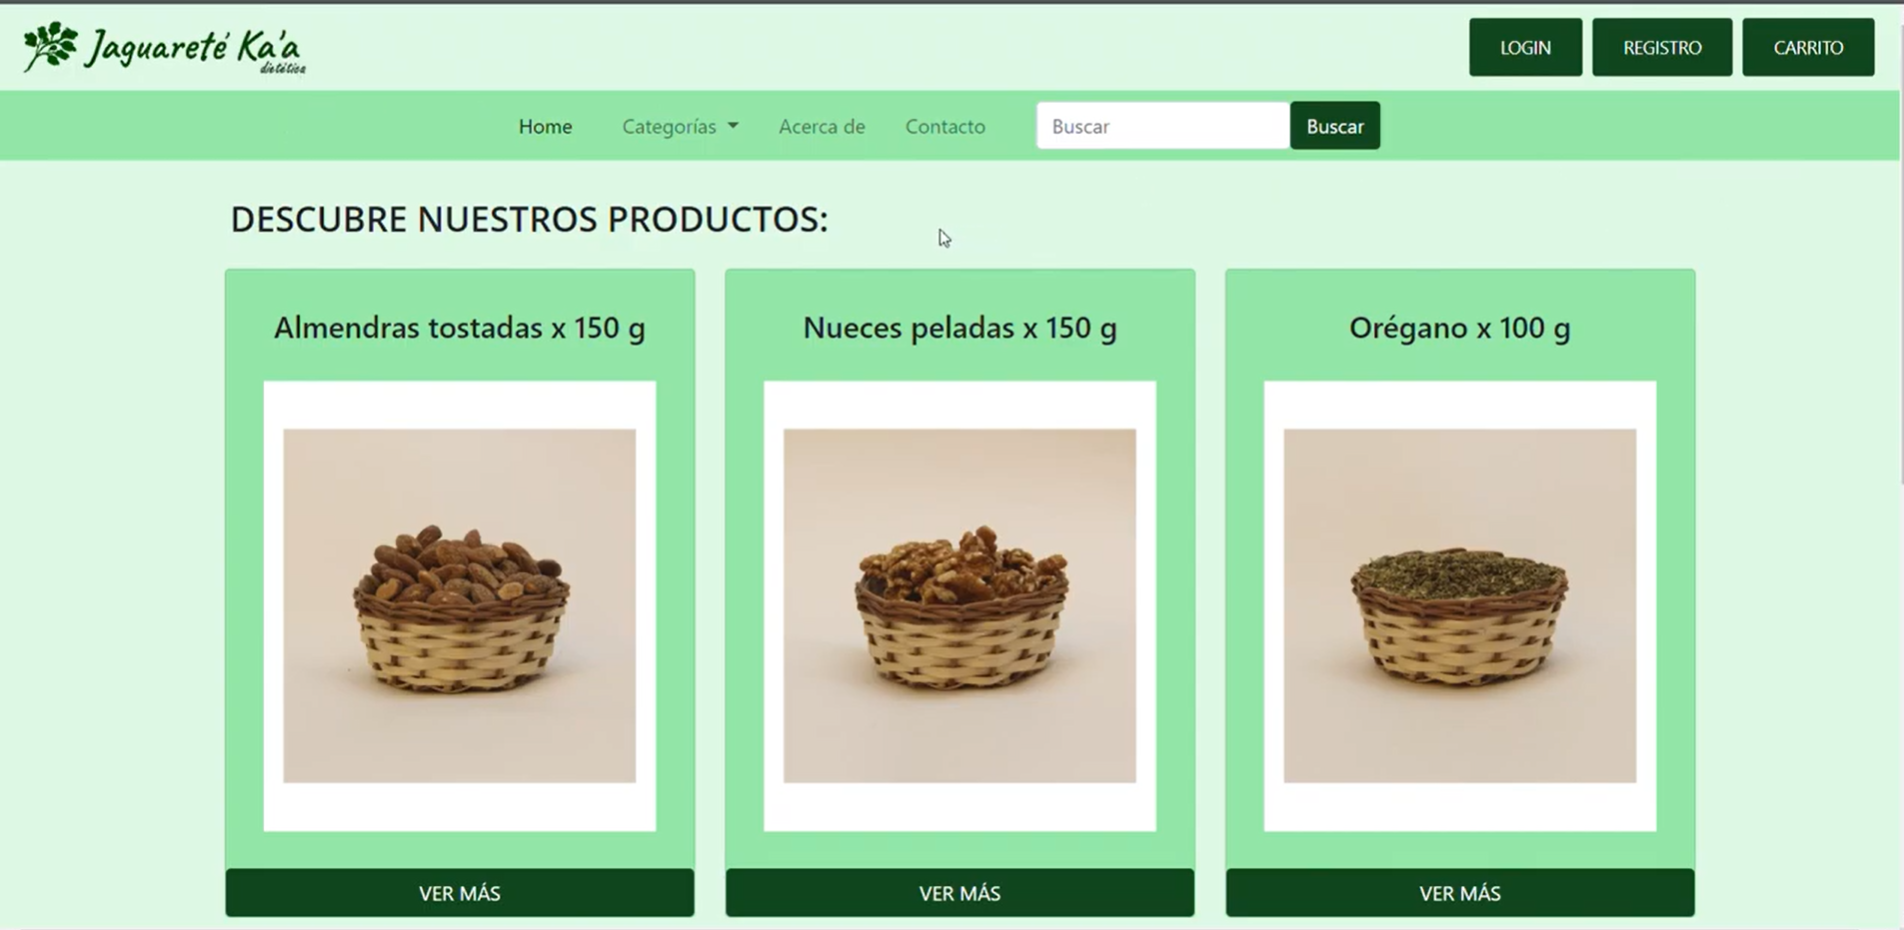 Jaguareté Ka'a
dietética
LOGIN
REGISTRO
CARRITO
Home
Categorías
Acerca de
Contacto
Buscar
Buscar
DESCUBRE NUESTROS PRODUCTOS:
Almendras tostadas x 150 g
Nueces peladas x 150 g
Orégano x 100 g
VER MÁS
VER MÁS
VER MÁS